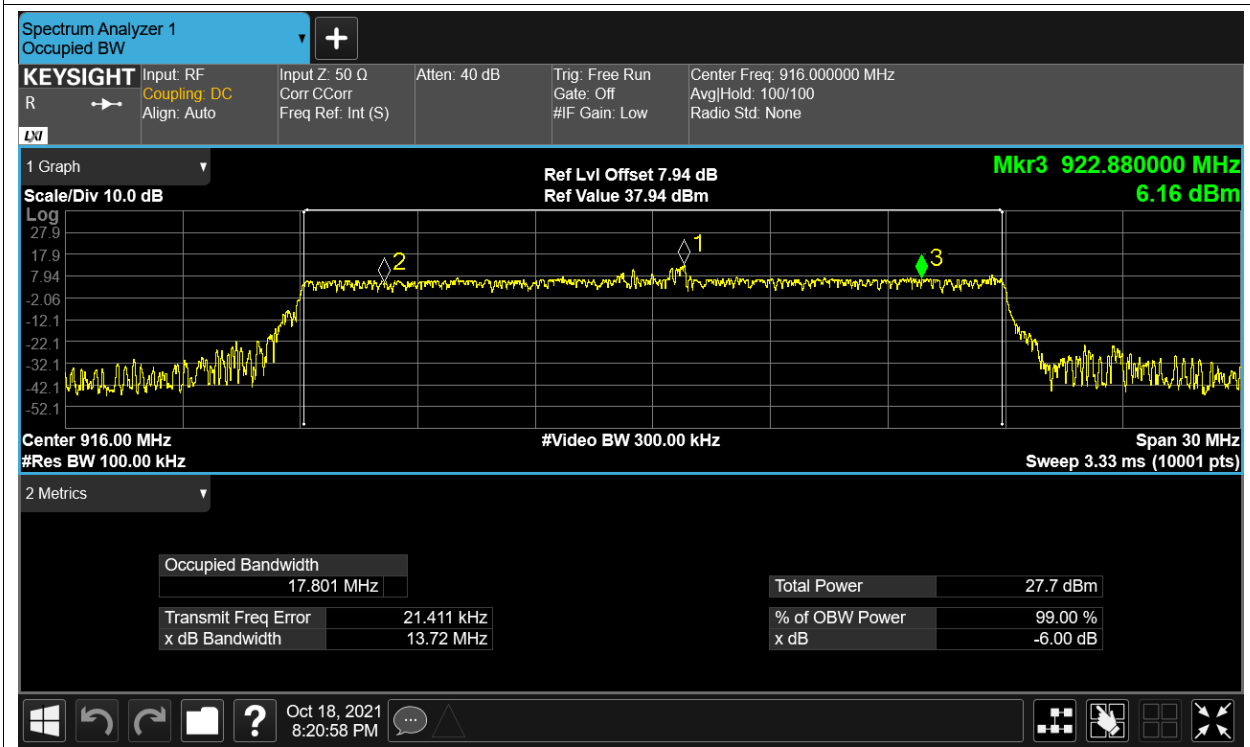 Spectrum Analyzer 1
Occupied BW
KEYSIGHT
R
LXI
Input: RF
Coupling: DC
Align: Auto
Input Z: 50 Ω
Corr CCorr
Freq Ref: Int (S)
Atten: 40 dB
Trig: Free Run
Gate: Off
#IF Gain: Low
Center Freq: 916.000000 MHz
Avg|Hold: 100/100
Radio Std: None
1 Graph
Scale/Div 10.0 dB
Ref Lvl Offset 7.94 dB
Ref Value 37.94 dBm
Mkr3 922.880000 MHz
6.16 dBm
Log
27.9
17.9
7.94
-2.06
-12.1
-22.1
-32.1
-42.1
-52.1
2
1
3
Center 916.00 MHz
#Res BW 100.00 kHz
#Video BW 300.00 kHz
Span 30 MHz
Sweep 3.33 ms (10001 pts)
2 Metrics
Occupied Bandwidth
17.801 MHz
Transmit Freq Error 21.411 kHz
x dB Bandwidth 13.72 MHz
Total Power 27.7 dBm
% of OBW Power 99.00 %
x dB -6.00 dB
?
Oct 18, 2021
8:20:58 PM